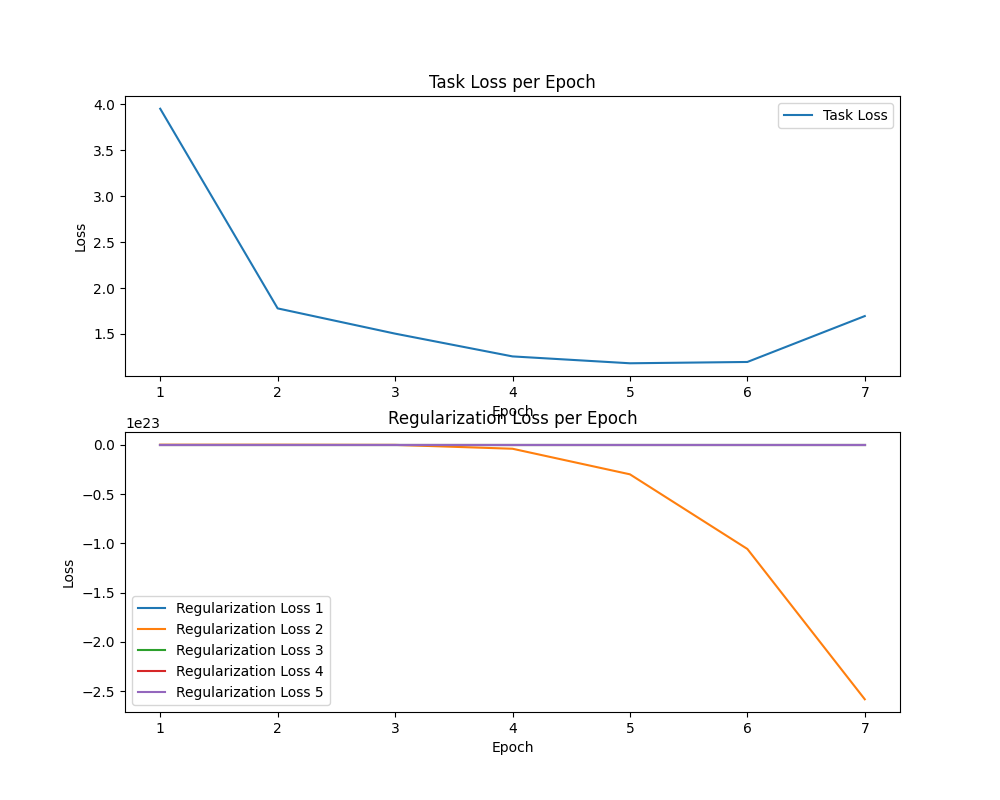 Task Loss per Epoch
4.0
3.5
3.0
2.5
2.0
1.5
Loss
Task Loss
1 2 3 4 5 6 7
Epoch
Regularization Loss per Epoch
1e23
0.0
−0.5
−1.0
−1.5
−2.0
−2.5
Loss
Regularization Loss 1
Regularization Loss 2
Regularization Loss 3
Regularization Loss 4
Regularization Loss 5
1 2 3 4 5 6 7
Epoch